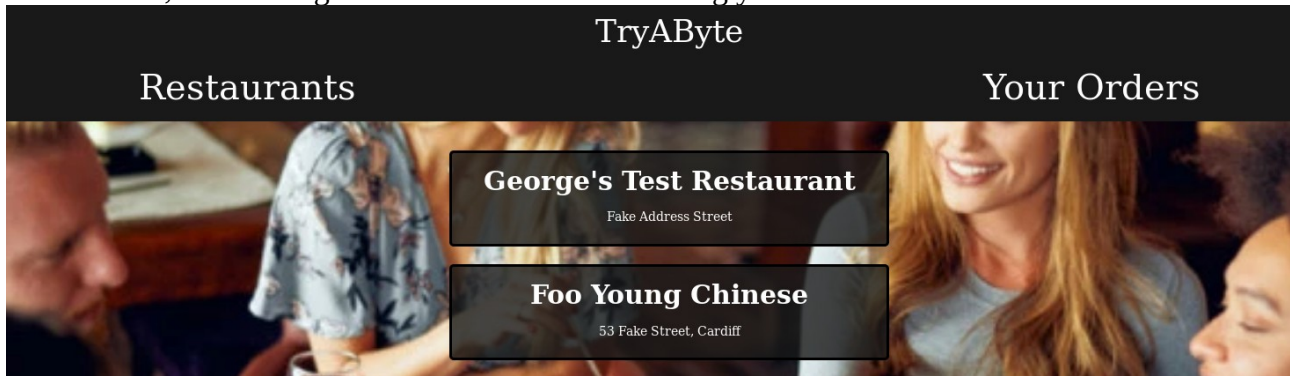 TryAByte
Restaurants
Your Orders
George's Test Restaurant
Fake Address Street
Foo Young Chinese
53 Fake Street, Cardiff